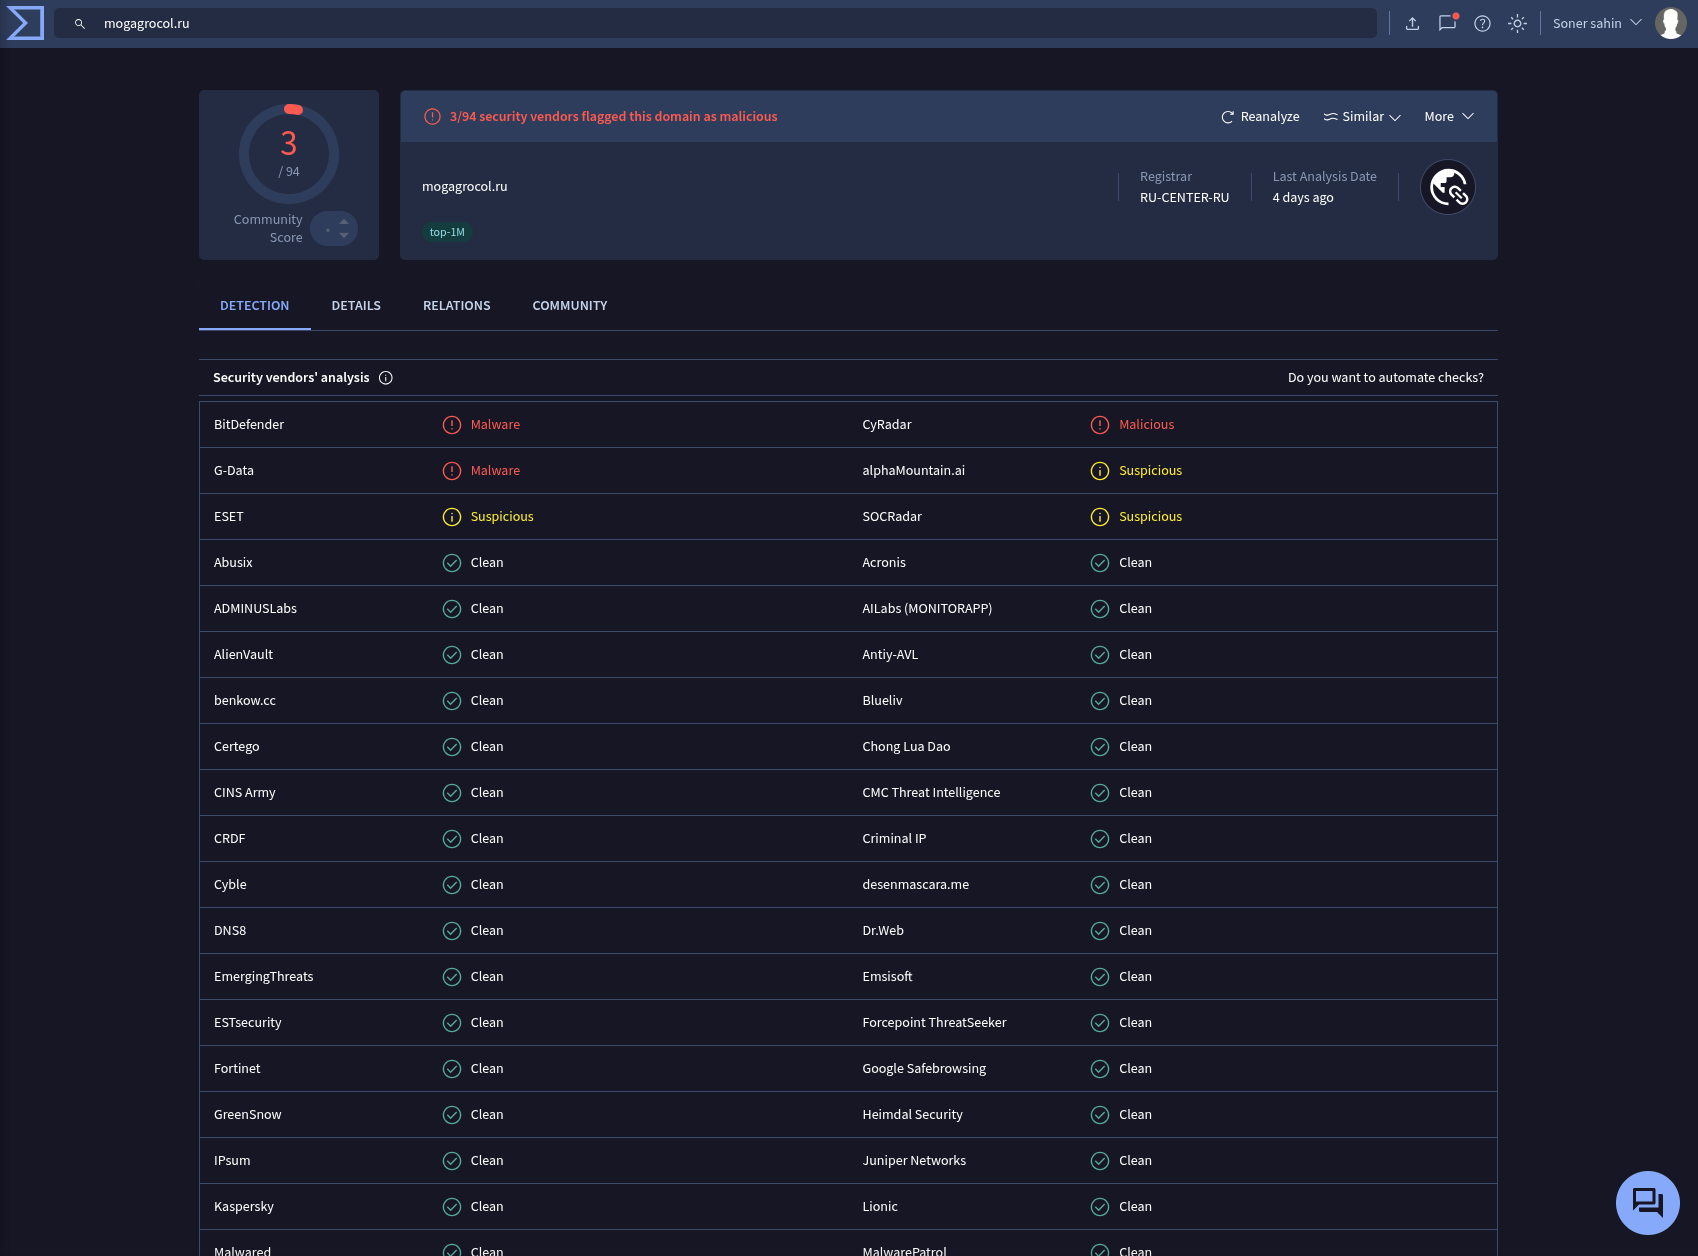 mogagrocol.ru
Soner sahin
3
/ 94
Community
Score
3/94 security vendors flagged this domain as malicious
Reanalyze
Similar
More
mogagrocol.ru
Registrar
RU-CENTER-RU
Last Analysis Date
4 days ago
top-1M
DETECTION DETAILS RELATIONS COMMUNITY
Security vendors' analysis Do you want to automate checks?
BitDefender Malware CyRadar Malicious
G-Data Malware alphaMountain.ai Suspicious
ESET Suspicious SOCRadar Suspicious
Abusix Clean Acronis Clean
ADMINUSLabs Clean AILabs (MONITORAPP) Clean
AlienVault Clean Antiy-AVL Clean
benkow.cc Clean Blueliv Clean
Certego Clean Chong Lua Dao Clean
CINS Army Clean CMC Threat Intelligence Clean
CRDF Clean Criminal IP Clean
Cyble Clean desenmascara.me Clean
DNS8 Clean Dr.Web Clean
EmergingThreats Clean Emsisoft Clean
ESTsecurity Clean Forcepoint ThreatSeeker Clean
Fortinet Clean Google Safebrowsing Clean
GreenSnow Clean Heimdal Security Clean
IPsum Clean Juniper Networks Clean
Kaspersky Clean Lionic Clean
Malwared Clean MalwarePatrol Clean